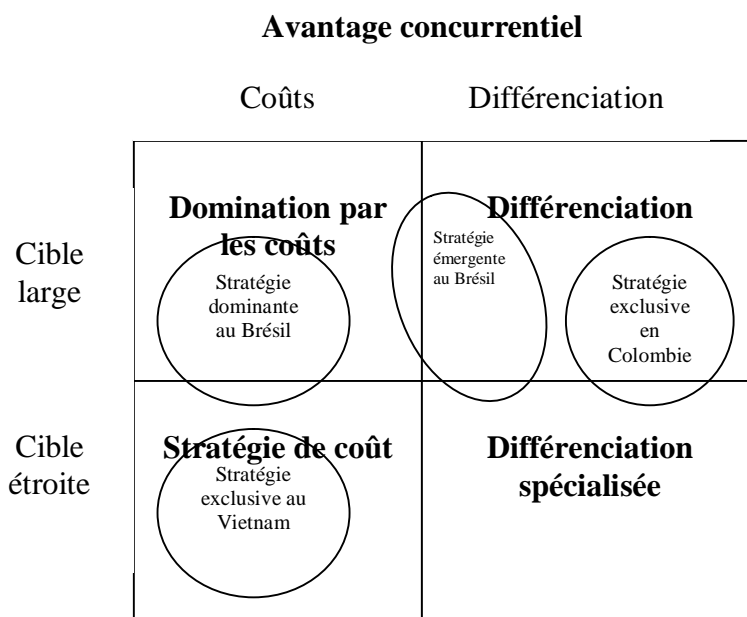 Avantage concurrentiel
Coûts
Différenciation
Cible
large
Domination par
les coûts
Stratégie
dominante
au Brésil
Différenciation
Stratégie
émergente
au Brésil
Stratégie
exclusive
en
Colombie
Cible
étroite
Stratégie de coût
Stratégie
exclusive au
Vietnam
Différenciation
spécialisée